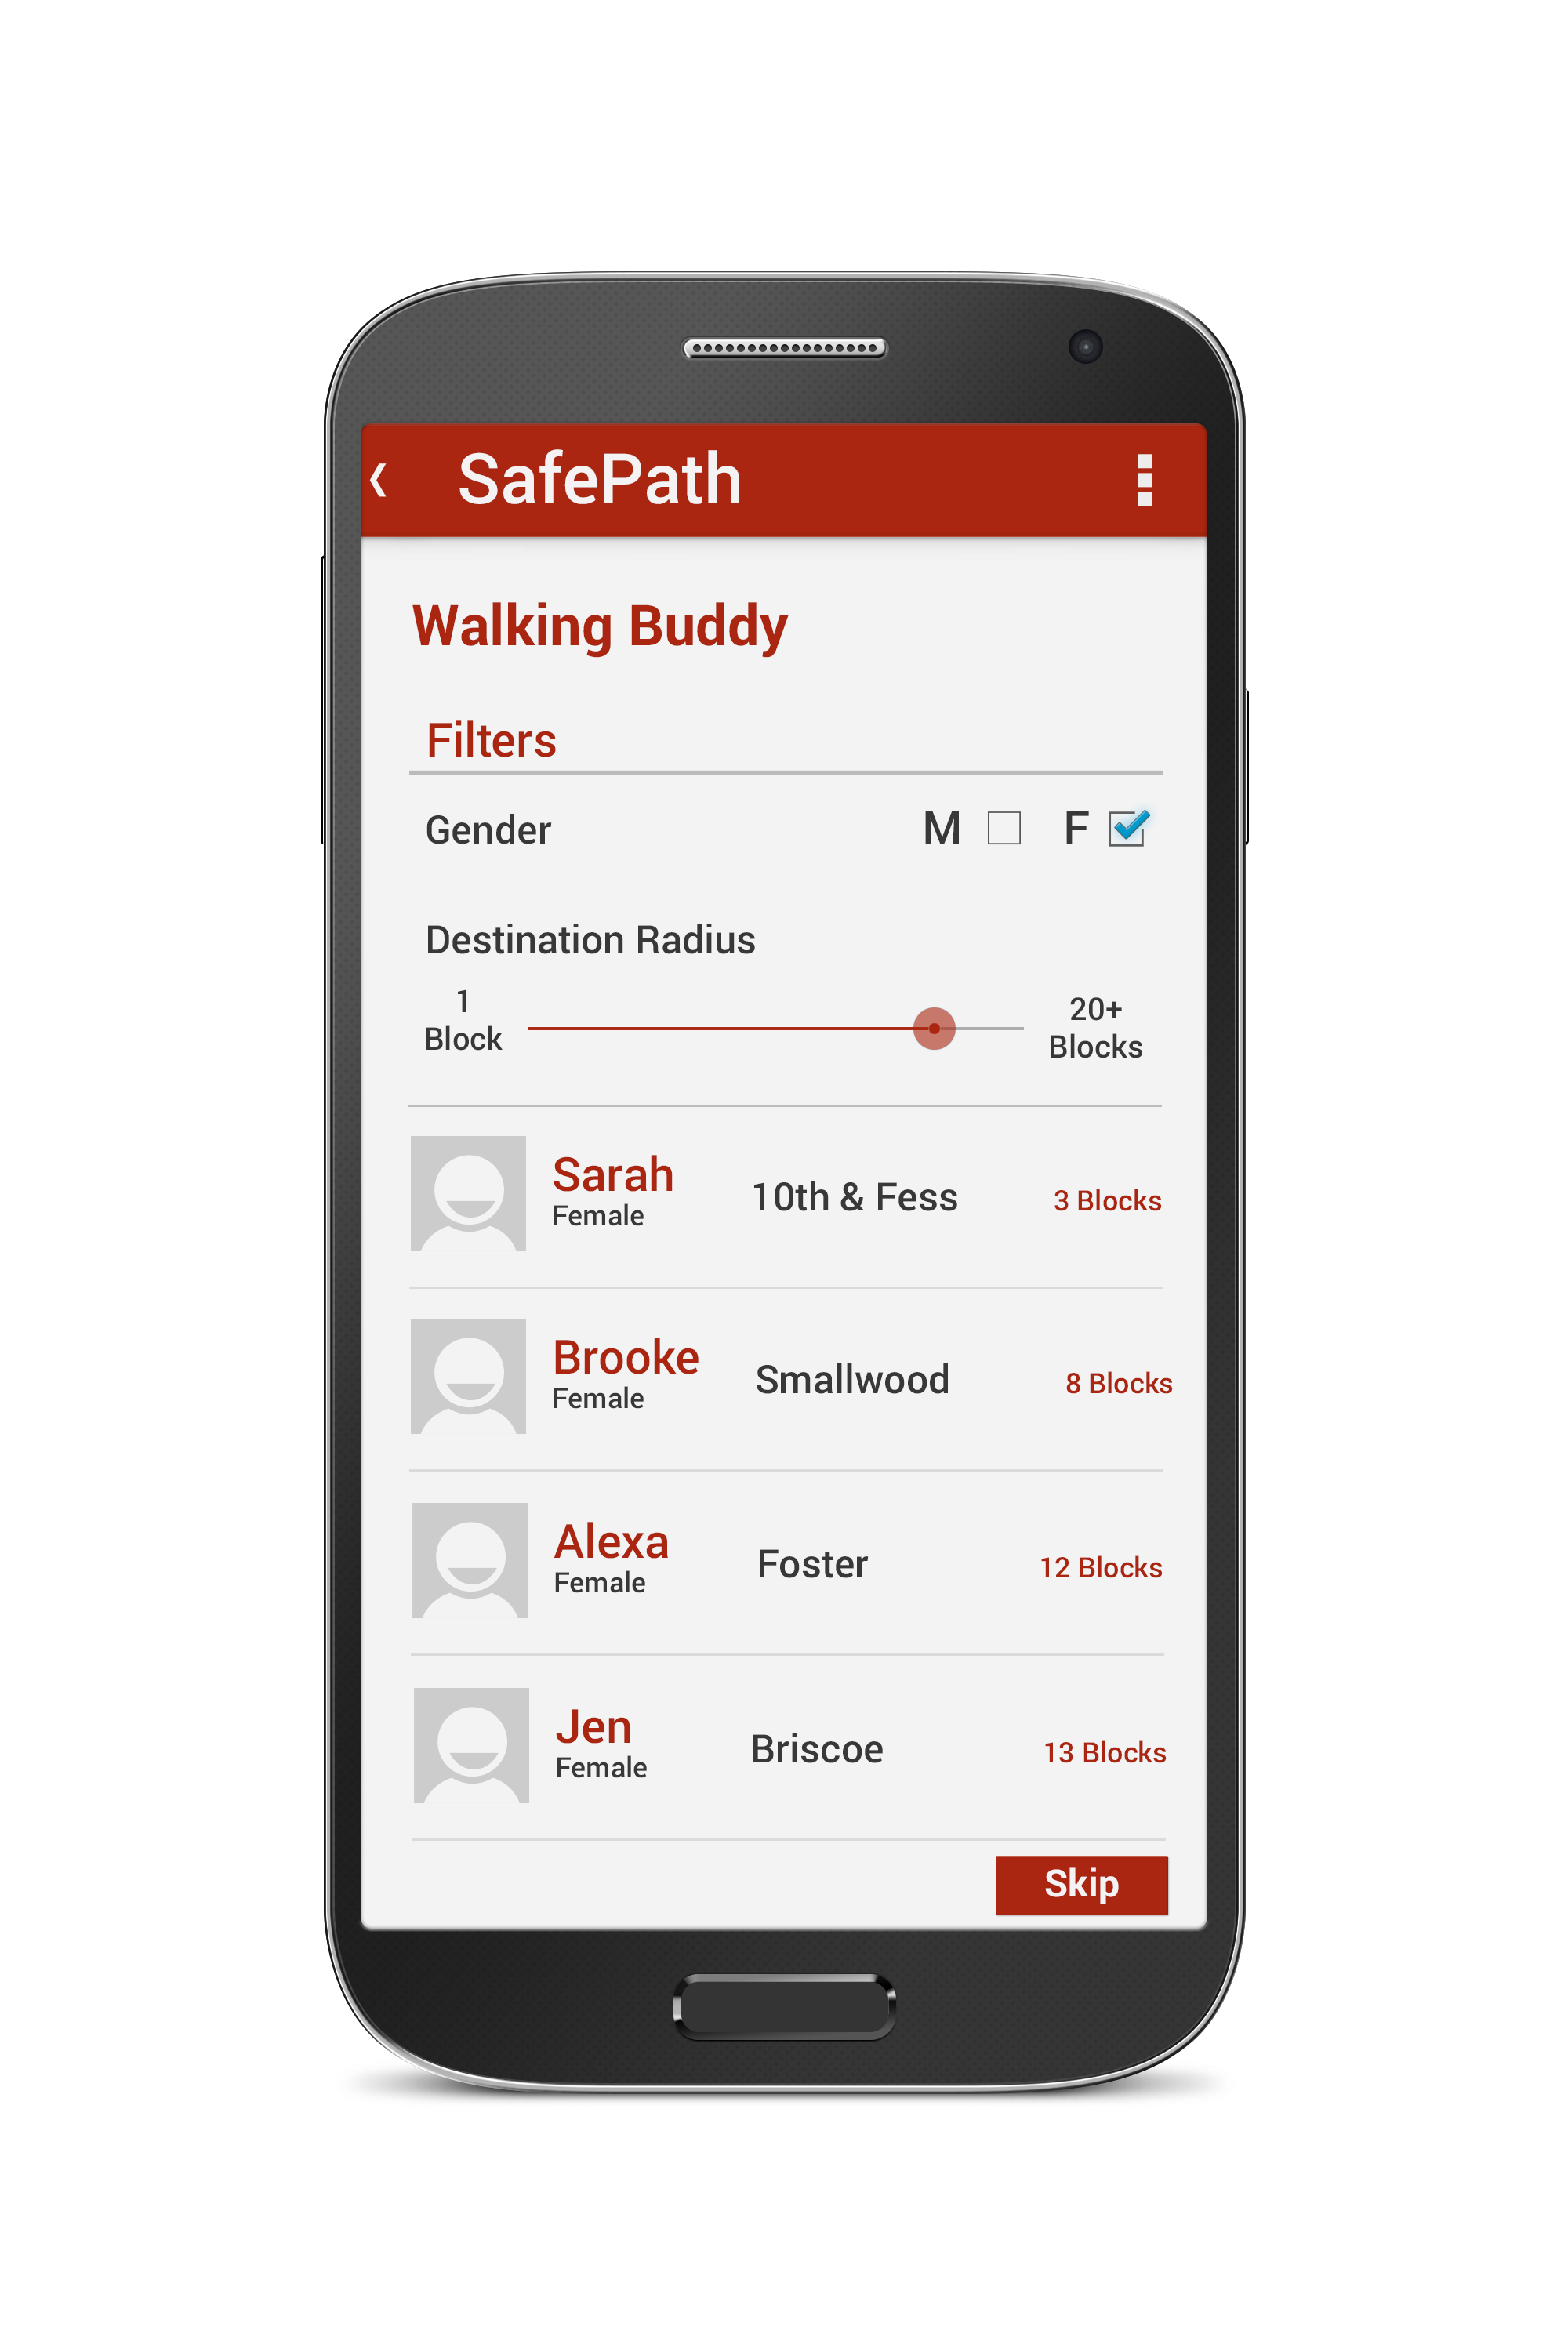 SafePath
Walking Buddy
Filters
Gender M F
Destination Radius
1
Block
20+
Blocks
Sarah
Female
10th & Fess
3 Blocks
Brooke
Female
Smallwood
8 Blocks
Alexa
Female
Foster
12 Blocks
Jen
Female
Briscoe
13 Blocks
Skip